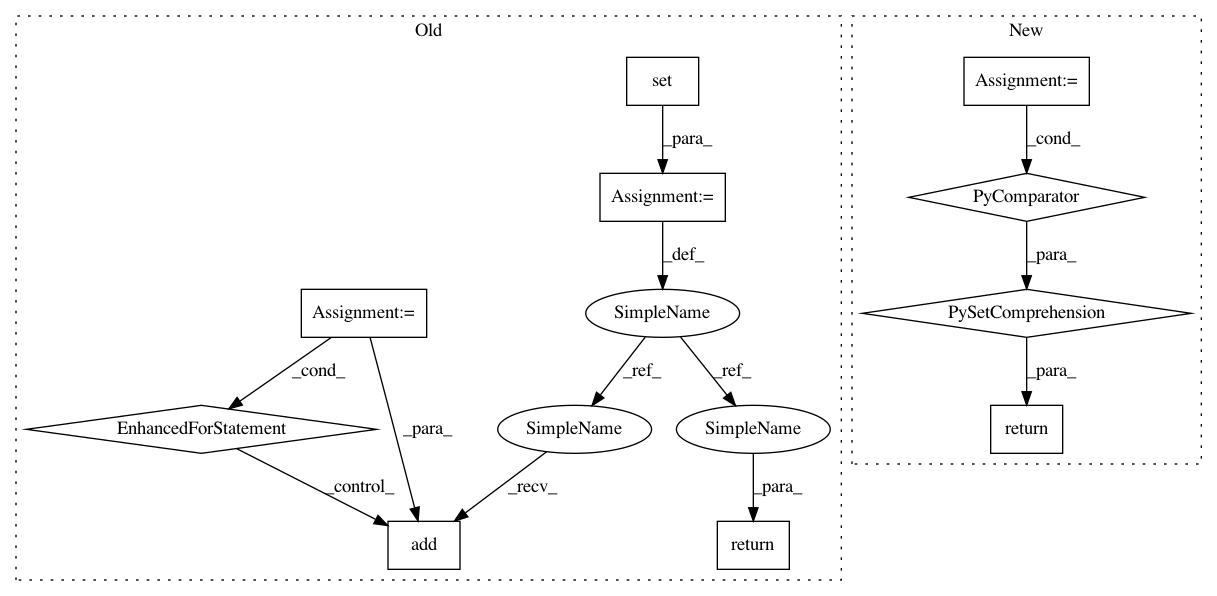 Old
New
set
Assignment:=
_para_
_cond_
Assignment:=
PyComparator
_def_
_para_
Assignment:=
SimpleName
PySetComprehension
_cond_
_ref_
_ref_
_para_
EnhancedForStatement
_para_
SimpleName
SimpleName
return
_control_
_recv_
_para_
add
return